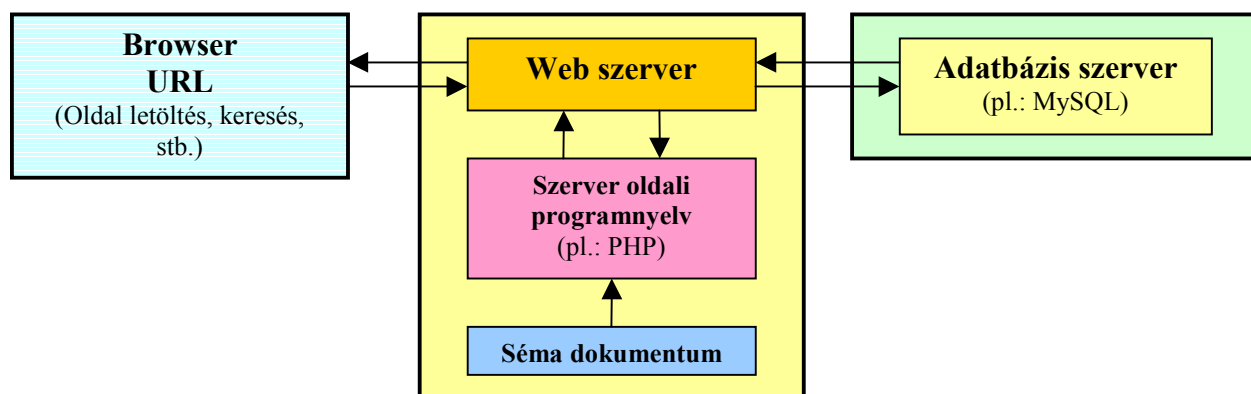 Browser
URL
(Oldal letöltés, keresés,
stb.)
Web szerver
Adatbázis szerver
(pl.: MySQL)
Szerver oldali
programnyelv
(pl.: PHP)
Séma dokumentum